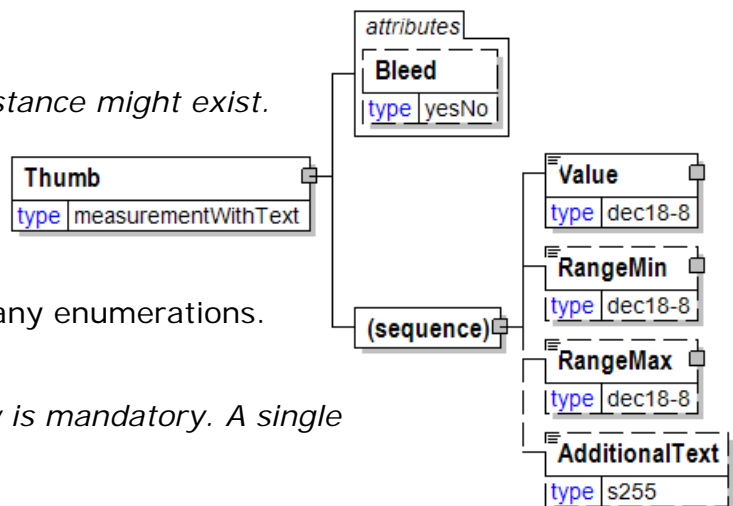 attributes
Bleed
type yesNo
stance might exist.
Thumb
type measurementWithText
Value
type dec18-8
RangeMin
type dec18-8
any enumerations.
(sequence)
RangeMax
type dec18-8
is mandatory. A single
AdditionalText
type s255